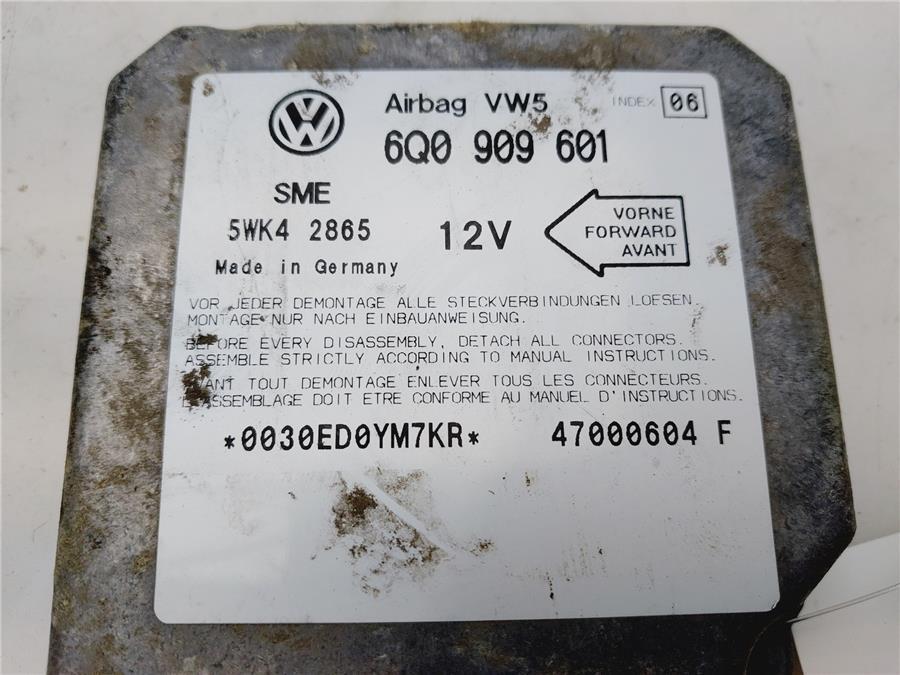 Airbag VW5 INDEX 06
6Q0 909 601
SME
5WK4 2865
12V
VORNE
FORWARD
AVANT
Made in Germany
VOR JEDER DEMONTAGE ALLE STECKVERBINDUNGEN LOESEN.
MONTAGE NUR NACH EINBAUANWEISUNG.
BEFORE EVERY DISASSEMBLY, DETACH ALL CONNECTORS.
ASSEMBLE STRICTLY ACCORDING TO MANUAL INSTRUCTIONS.
AVANT TOUT DEMONTAGE ENLEVER TOUS LES CONNECTEURS.
L'ASSEMBLAGE DOIT ETRE CONFORME AU MANUEL D'INSTRUCTIONS.
*0030ED0YM7KR* 47000604 F